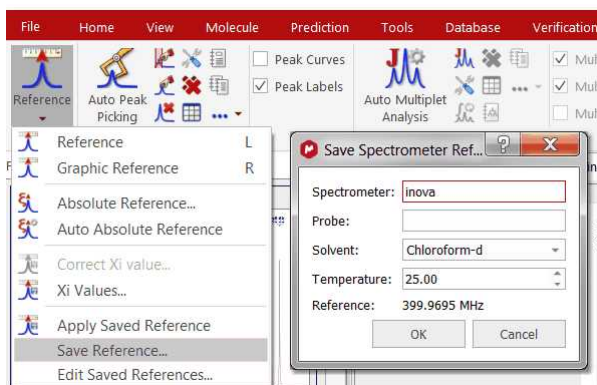 File Home View Molecule Prediction Tools Database Verification
Reference
Auto Peak Picking
Peak Curves
Peak Labels
Auto Multiplet Analysis
Mul
Mul
Mul
Reference L
Graphic Reference R
Absolute Reference...
Auto Absolute Reference
Correct Xi value...
Xi Values...
Apply Saved Reference
Save Reference...
Edit Saved References...
Save Spectrometer Ref...
Spectrometer: inova
Probe:
Solvent: Chloroform-d
Temperature: 25.00
Reference: 399.9695 MHz
OK Cancel